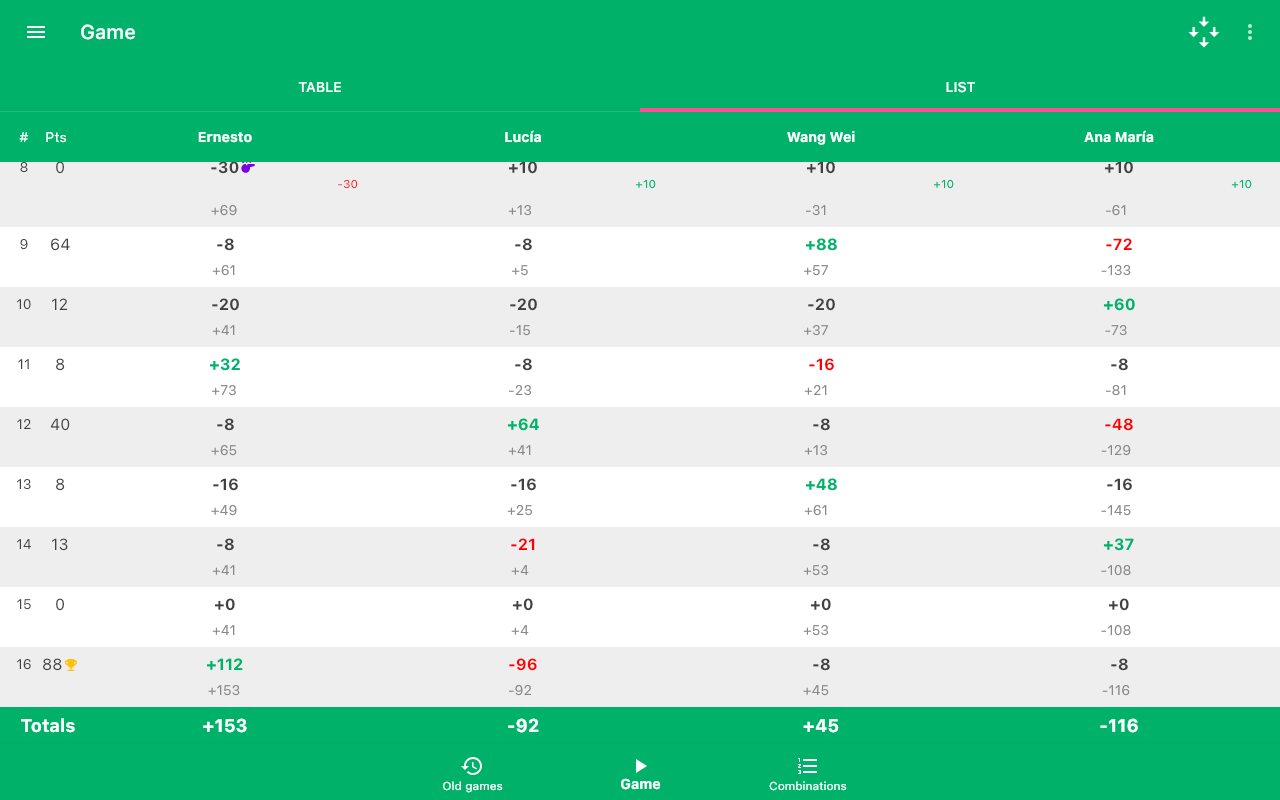 Game
TABLE LIST
# Pts Ernesto Lucía Wang Wei Ana María
8 0 -30 +10 +10 +10
-30 +10 +10 +10
+69 +13 -31 -61
9 64 -8 -8 +88 -72
+61 +5 +57 -133
10 12 -20 -20 -20 +60
+41 -15 +37 -73
11 8 +32 -8 -16 -8
+73 -23 +21 -81
12 40 -8 +64 -8 -48
+65 +41 +13 -129
13 8 -16 -16 +48 -16
+49 +25 +61 -145
14 13 -8 -21 -8 +37
+41 +4 +53 -108
15 0 +0 +0 +0 +0
+41 +4 +53 -108
16 88 +112 -96 -8 -8
+153 -92 +45 -116
Totals +153 -92 +45 -116
Old games Game Combinations